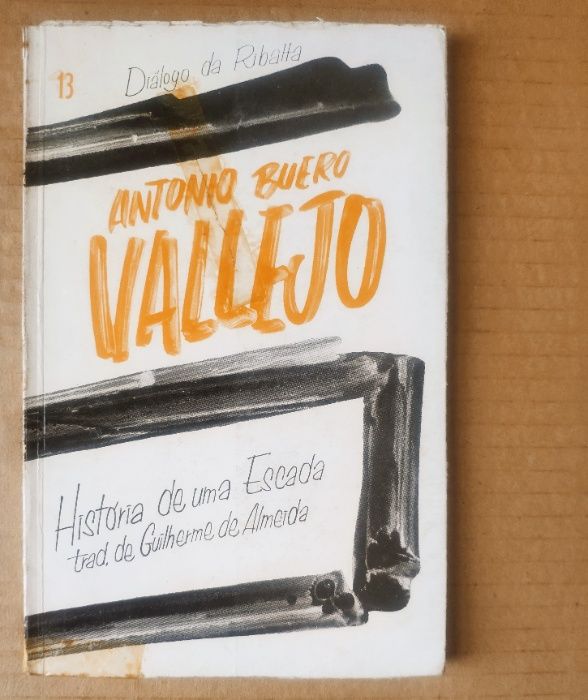 13
Diálogo da Ribalta
ANTONIO BUERO
VALLEJO
História de uma Escada
trad. de Guilherme de Almeida